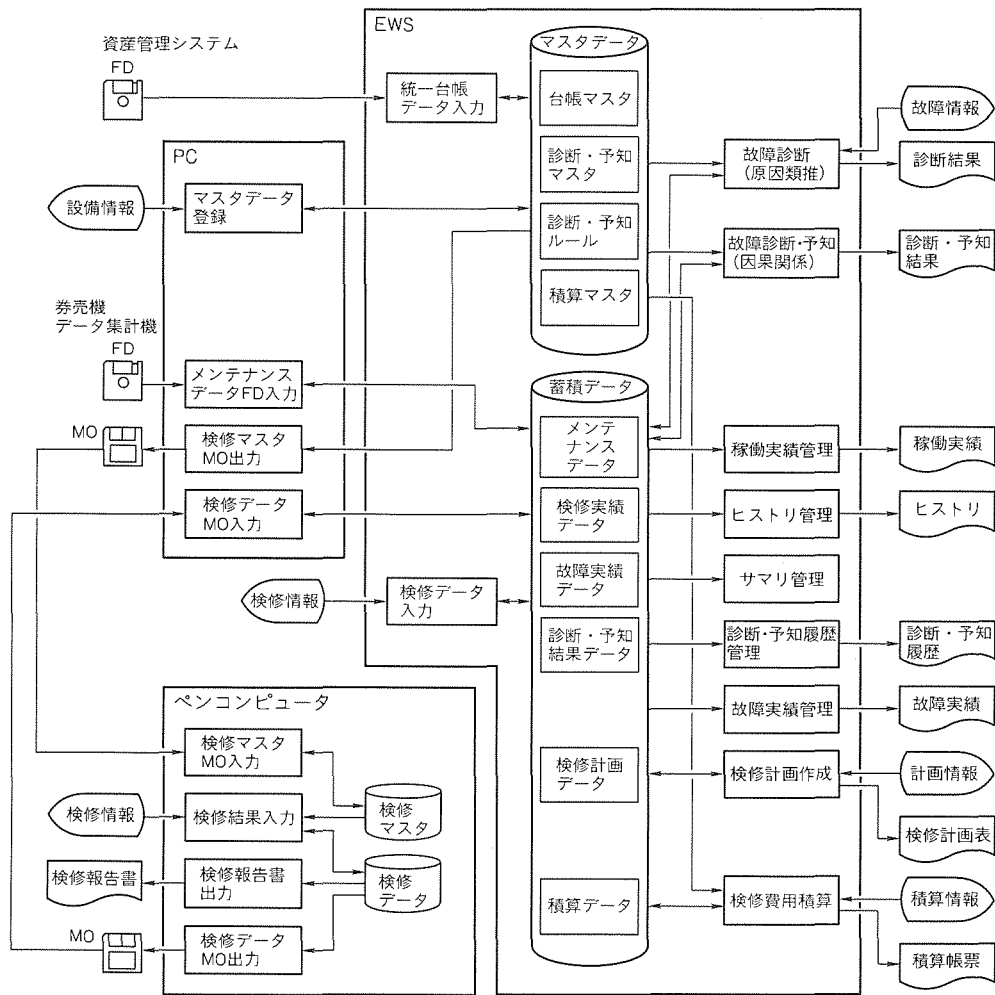 EWS
資産管理システム
FD
統一台帳
データ入力
マスタデータ
台帳マスタ
診断・予知
マスタ
診断・予知
ルール
積算マスタ
故障診断
(原因類推)
故障情報
診断結果
故障診断・予知
(因果関係)
診断・予知
結果
PC
設備情報
マスタデータ
登録
券売機
データ集計機
FD
メンテナンス
データFD入力
MO
検修マスタ
MO出力
検修データ
MO入力
蓄積データ
メンテ
ナンス
データ
検修実績
データ
故障実績
データ
診断・予知
結果データ
検修計画
データ
積算データ
稼働実績管理
稼働実績
ヒストリ管理
ヒストリ
サマリ管理
診断・予知履歴
管理
診断・予知
履歴
故障実績管理
故障実績
検修計画作成
計画情報
検修計画表
検修費用積算
積算情報
積算帳票
検修情報
検修データ
入力
ペンコンピュータ
検修マスタ
MO入力
検修情報
検修結果入力
検修
マスタ
検修報告書
検修報告書
出力
検修
データ
MO
検修データ
MO出力